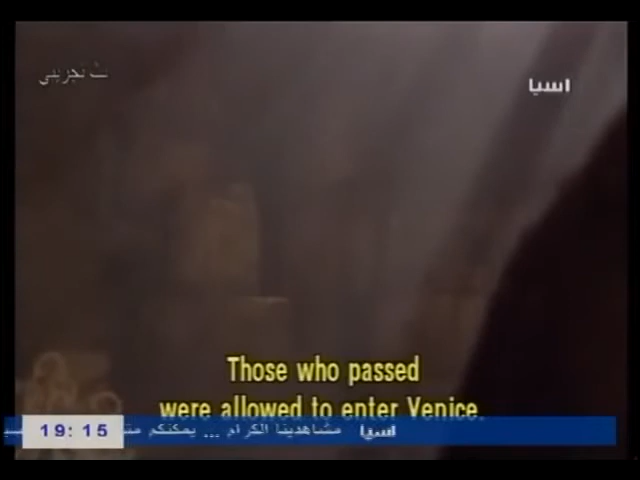 ث تجريبي
اسيا
Those who passed
were allowed to enter Venice.
19:15
اسيا مشاهدينا الكرام ... يمكنكم